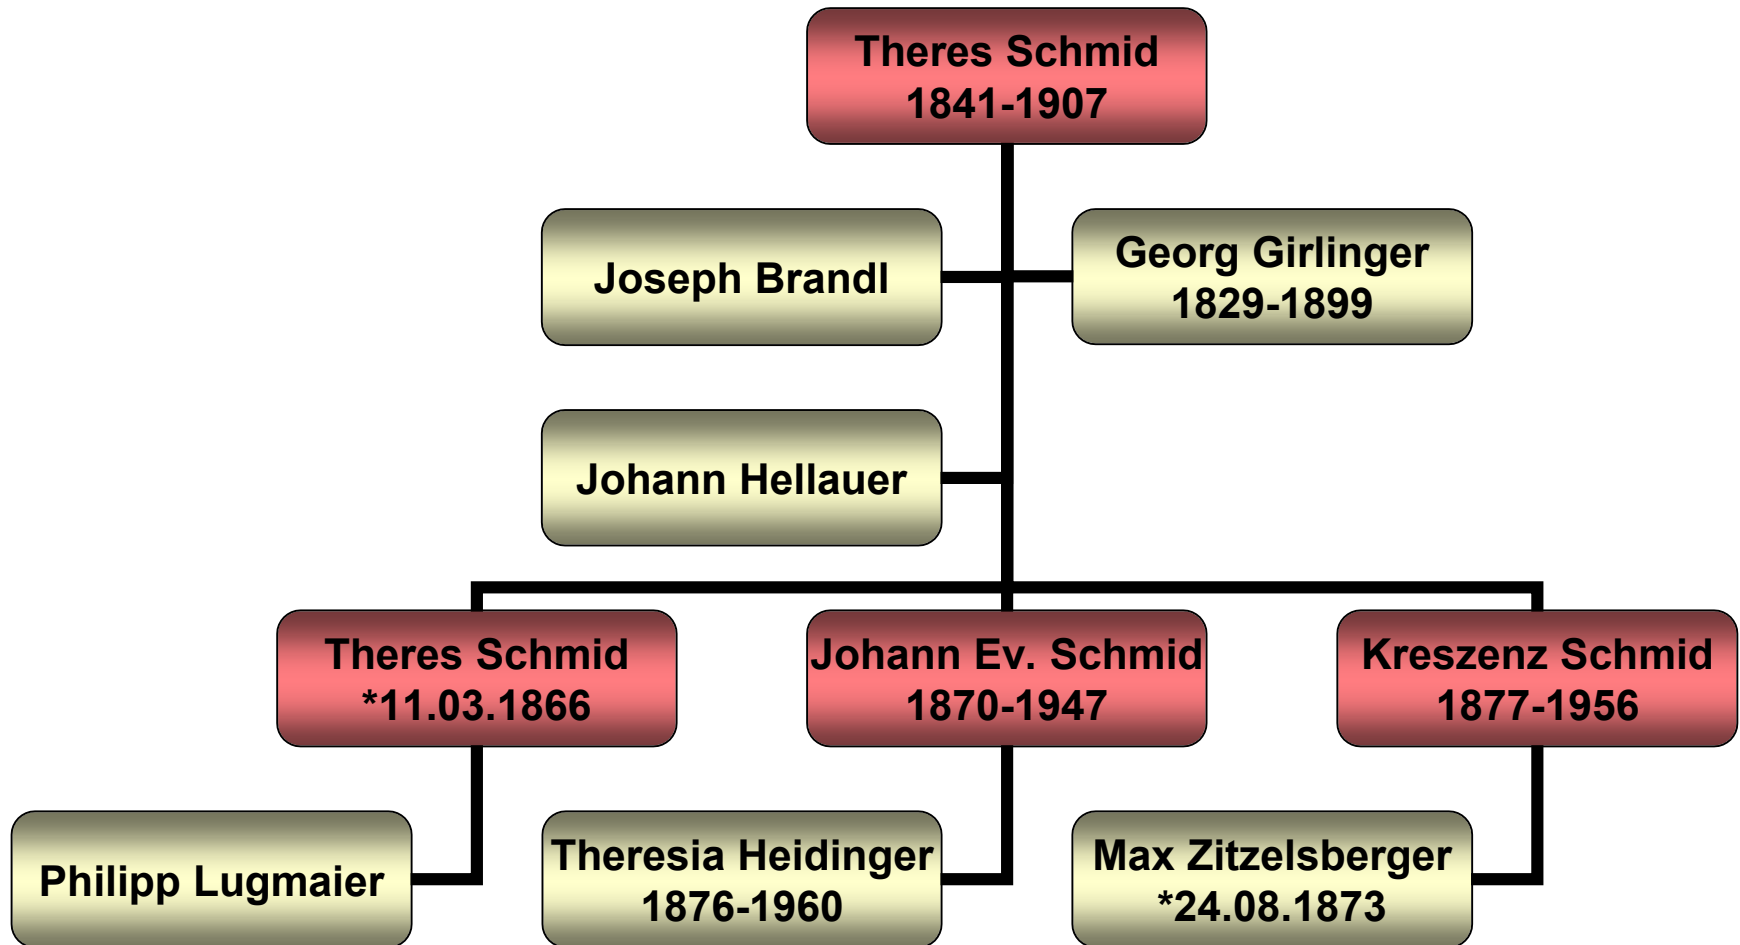 Theres Schmid
1841-1907
Joseph Brandl
Georg Girlinger
1829-1899
Johann Hellauer
Theres Schmid
*11.03.1866
Johann Ev. Schmid
1870-1947
Kreszenz Schmid
1877-1956
Philipp Lugmaier
Theresia Heidinger
1876-1960
Max Zitzelsberger
*24.08.1873